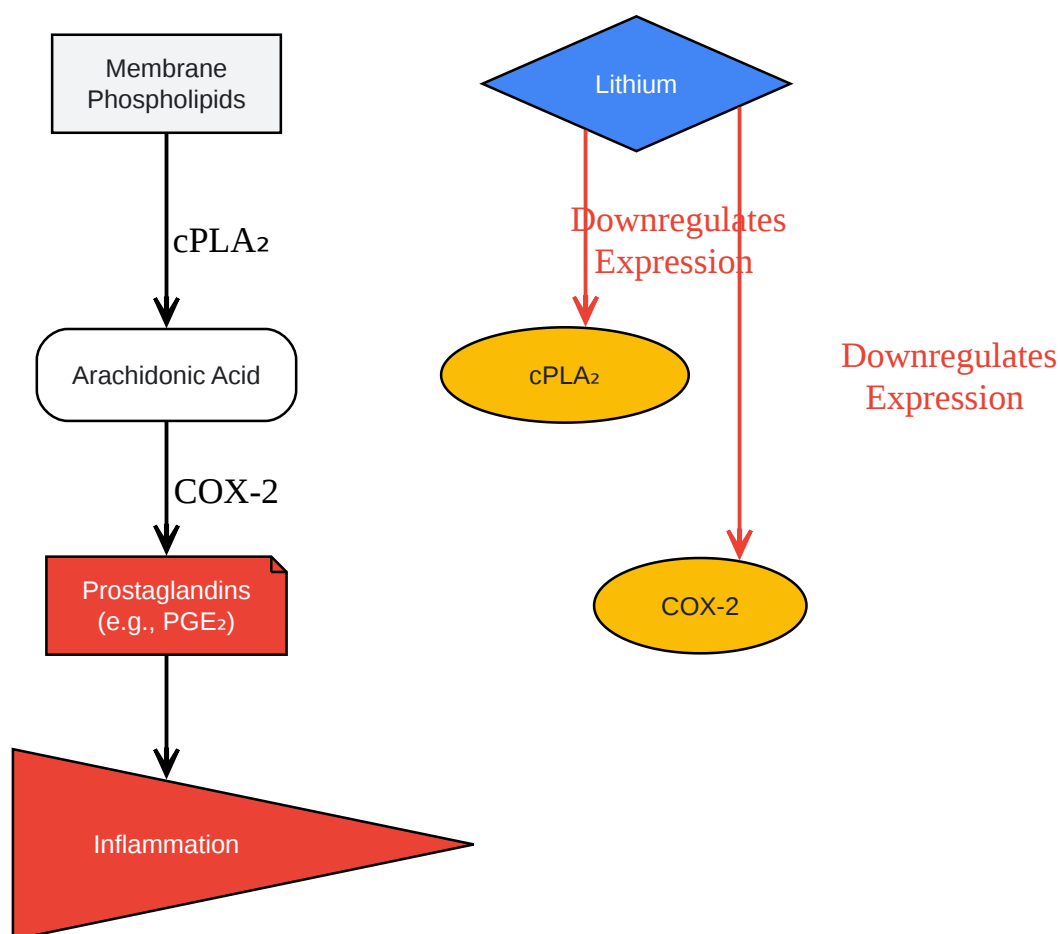 Membrane
Phospholipids
Lithium
cPLA₂
Downregulates
Expression
Arachidonic Acid
cPLA₂
Downregulates
Expression
COX-2
Prostaglandins
(e.g., PGE₂)
COX-2
Inflammation